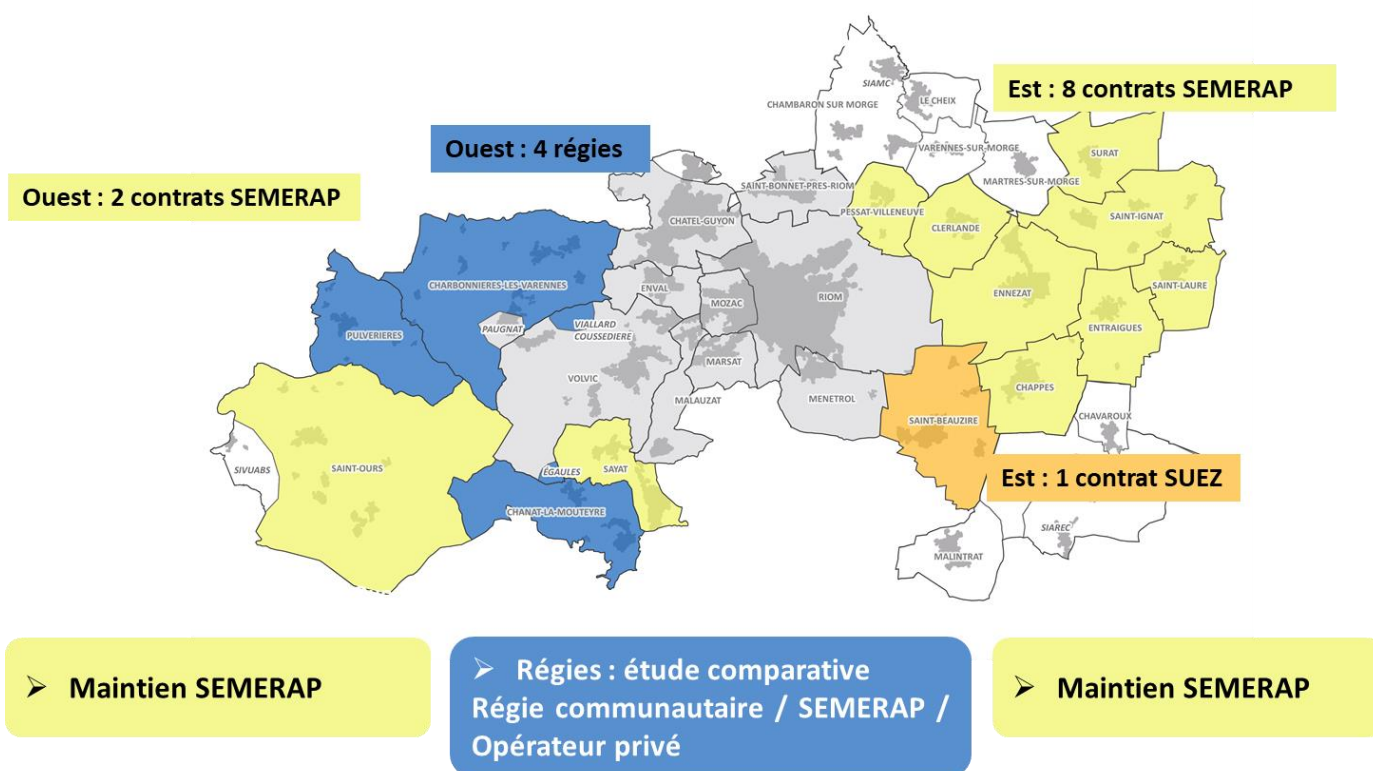 SIAMC
LE CHEIX
Est : 8 contrats SEMERAP
CHAMBARON SUR MORGE
Ouest : 4 régies
VARENNES-SUR-MORGE
SURAT
MARTRES-SUR-MORGE
Ouest : 2 contrats SEMERAP
SAINT-BONNET-PRES-RIOM
PESSAT-VILLENEUVE
SAINT-IGNAT
CHATEL-GUYON
CLERLANDE
CHARBONNIERES-LES-VARENNES
ENVAL
MOZAC
RIOM
ENNEZAT
SAINT-LAURE
PULVERIERES
PAUGNAT
VIALLARD
COUSSEDIERE
ENTRAIGUES
MARSAT
VOLVIC
MALAUZAT
MENETROL
CHAPPES
SAINT-BEAUZIRE
CHAVAROUX
SIVUABS
SAINT-OURS
ÉGAULES
SAYAT
Est : 1 contrat SUEZ
CHANAT-LA-MOUTEYRE
SIAREC
MALINTRAT
➢ Maintien SEMERAP
➢ Régies : étude comparative
Régie communautaire / SEMERAP /
Opérateur privé
➢ Maintien SEMERAP